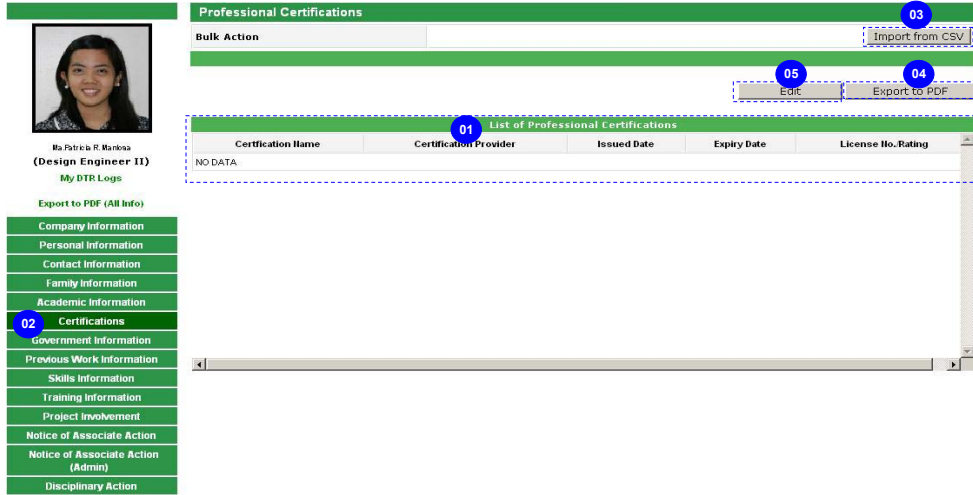 Professional Certifications
03
Bulk Action
Import from CSV
05
04
Edit
Export to PDF
01
List of Professional Certifications
Certfication Name
Certification Provider
Issued Date
Expiry Date
License No./Rating
NO DATA
Ma.Patricia R.
(Design Engineer II)
My DTR Logs
Export to PDF (All Info)
Company Information
Personal Information
Contact Information
Family Information
Academic Information
02
Certifications
Government Information
Previous Work Information
Skills Information
Training Information
Project Involvement
Notice of Associate Action
Notice of Associate Action
(Admin)
Disciplinary Action